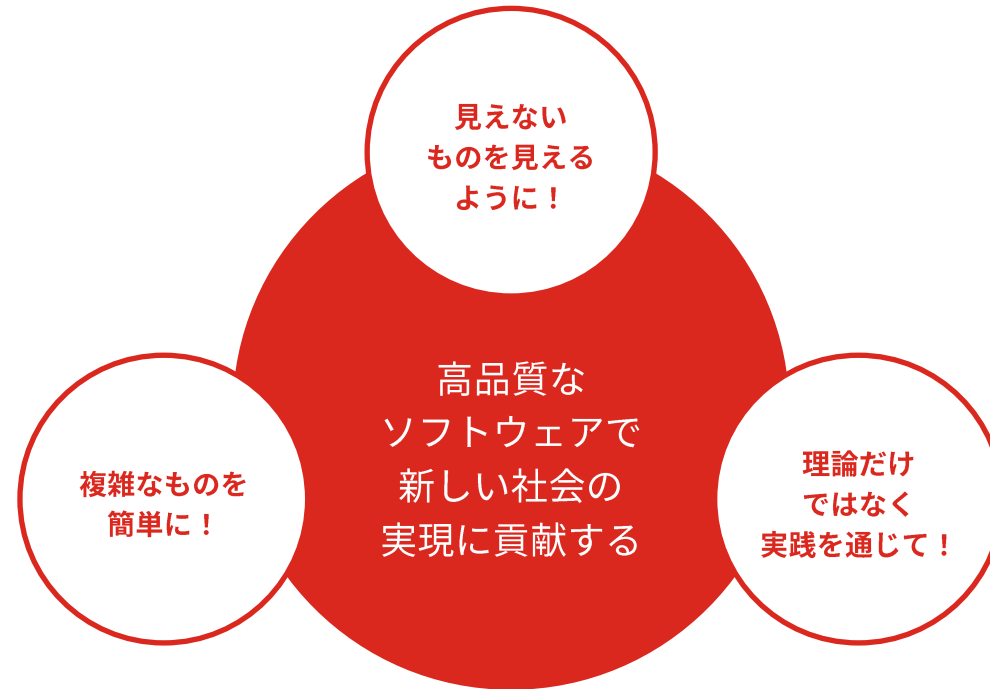 見えない
ものを見える
ように！
高品質な
ソフトウェアで
新しい社会の
実現に貢献する
複雑なものを
簡単に！
理論だけ
ではなく
実践を通じて！